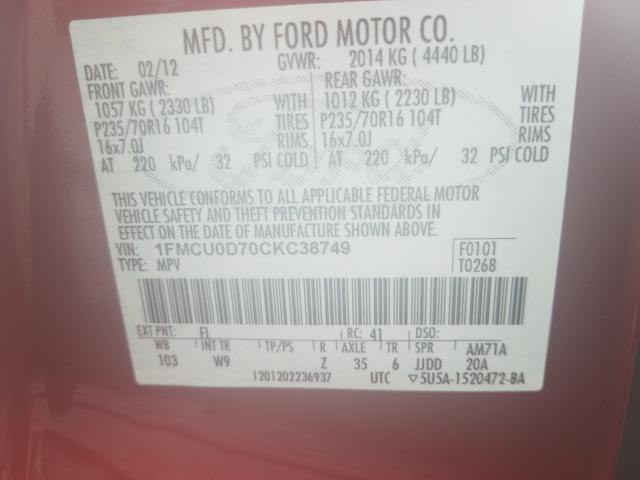 MFD. BY FORD MOTOR CO.
DATE: 02/12 GVWR: 2014 KG (4440 LB)
FRONT GAWR: REAR GAWR:
1057 KG (2330 LB) WITH 1012 KG (2230 LB) WITH
P235/70R16 104T TIRES P235/70R16 104T TIRES
16x7.0J RIMS 16x7.0J RIMS
AT 220 kPa/ 32 PSI COLD AT 220 kPa/ 32 PSI COLD
THIS VEHICLE CONFORMS TO ALL APPLICABLE FEDERAL MOTOR
VEHICLE SAFETY AND THEFT PREVENTION STANDARDS IN
EFFECT ON THE DATE OF MANUFACTURE SHOWN ABOVE.
VIN: 1FMCU0D70CKC38749 F0101
TYPE: MPV T0268
EXT PNT: FL RC: 41 DSO:
WB INT TR TP/PS R AXLE TR SPR AM71A
103 W9 Z 35 6 JJDD 20A
1201202236937 UTC ▽5U5A-1520472-BA